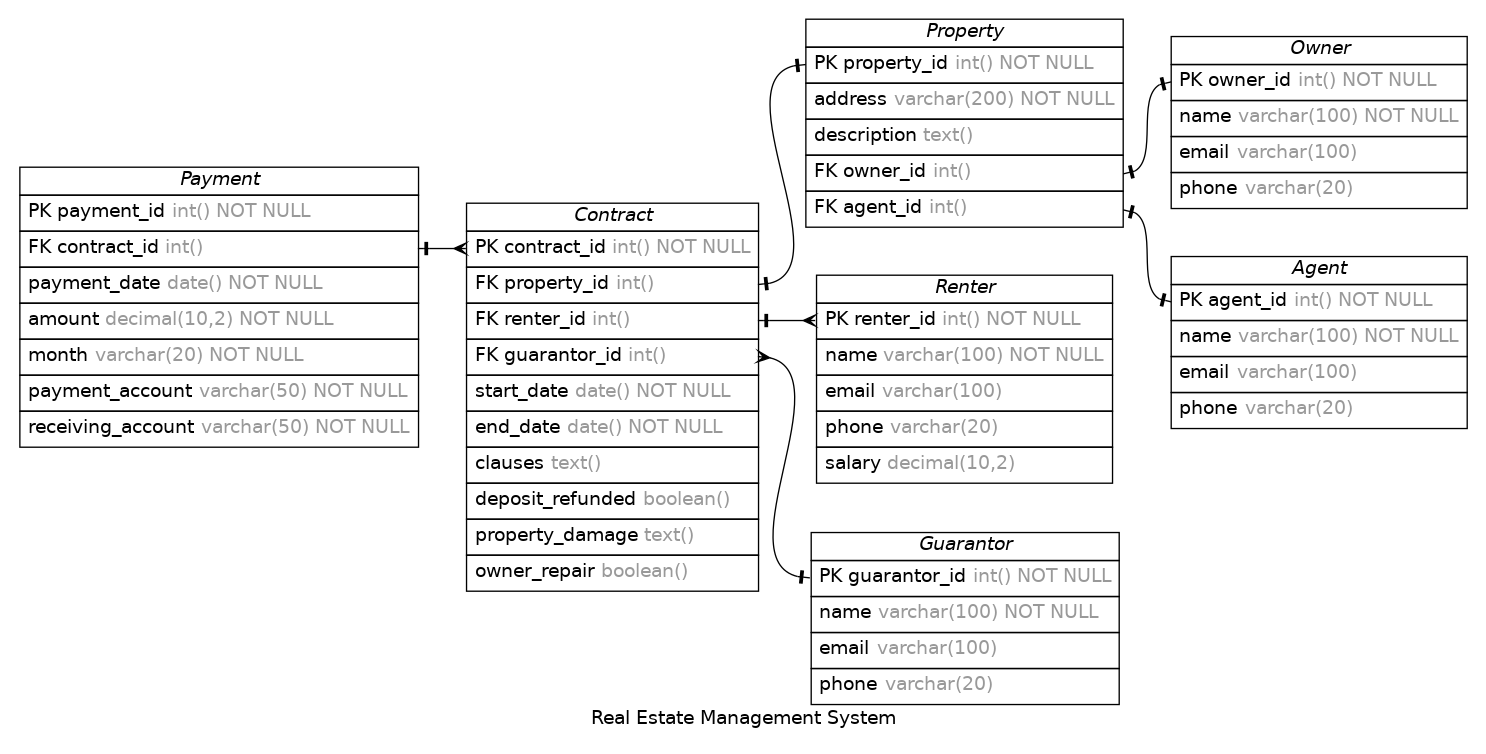 Payment
PK payment_id int() NOT NULL
FK contract_id int()
payment_date date() NOT NULL
amount decimal(10,2) NOT NULL
month varchar(20) NOT NULL
payment_account varchar(50) NOT NULL
receiving_account varchar(50) NOT NULL
Contract
PK contract_id int() NOT NULL
FK property_id int()
FK renter_id int()
FK guarantor_id int()
start_date date() NOT NULL
end_date date() NOT NULL
clauses text()
deposit_refunded boolean()
property_damage text()
owner_repair boolean()
Property
PK property_id int() NOT NULL
address varchar(200) NOT NULL
description text()
FK owner_id int()
FK agent_id int()
Renter
PK renter_id int() NOT NULL
name varchar(100) NOT NULL
email varchar(100)
phone varchar(20)
salary decimal(10,2)
Guarantor
PK guarantor_id int() NOT NULL
name varchar(100) NOT NULL
email varchar(100)
phone varchar(20)
Owner
PK owner_id int() NOT NULL
name varchar(100) NOT NULL
email varchar(100)
phone varchar(20)
Agent
PK agent_id int() NOT NULL
name varchar(100) NOT NULL
email varchar(100)
phone varchar(20)
Real Estate Management System